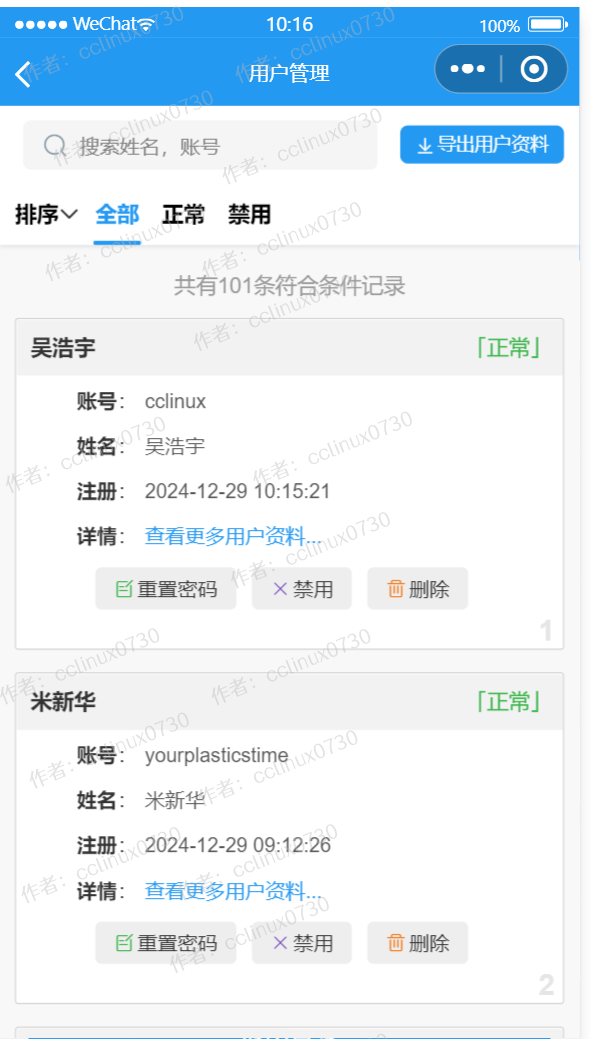 WeChat
10:16
100%
用户管理
搜索姓名，账号
导出用户资料
排序 全部 正常 禁用
共有101条符合条件记录
吴浩宇
「正常」
账号： cclinux
姓名： 吴浩宇
注册： 2024-12-29 10:15:21
详情： 查看更多用户资料...
重置密码 禁用 删除
1
米新华
「正常」
账号： yourplasticstime
姓名： 米新华
注册： 2024-12-29 09:12:26
详情： 查看更多用户资料...
重置密码 禁用 删除
2
作者：cclinux0730